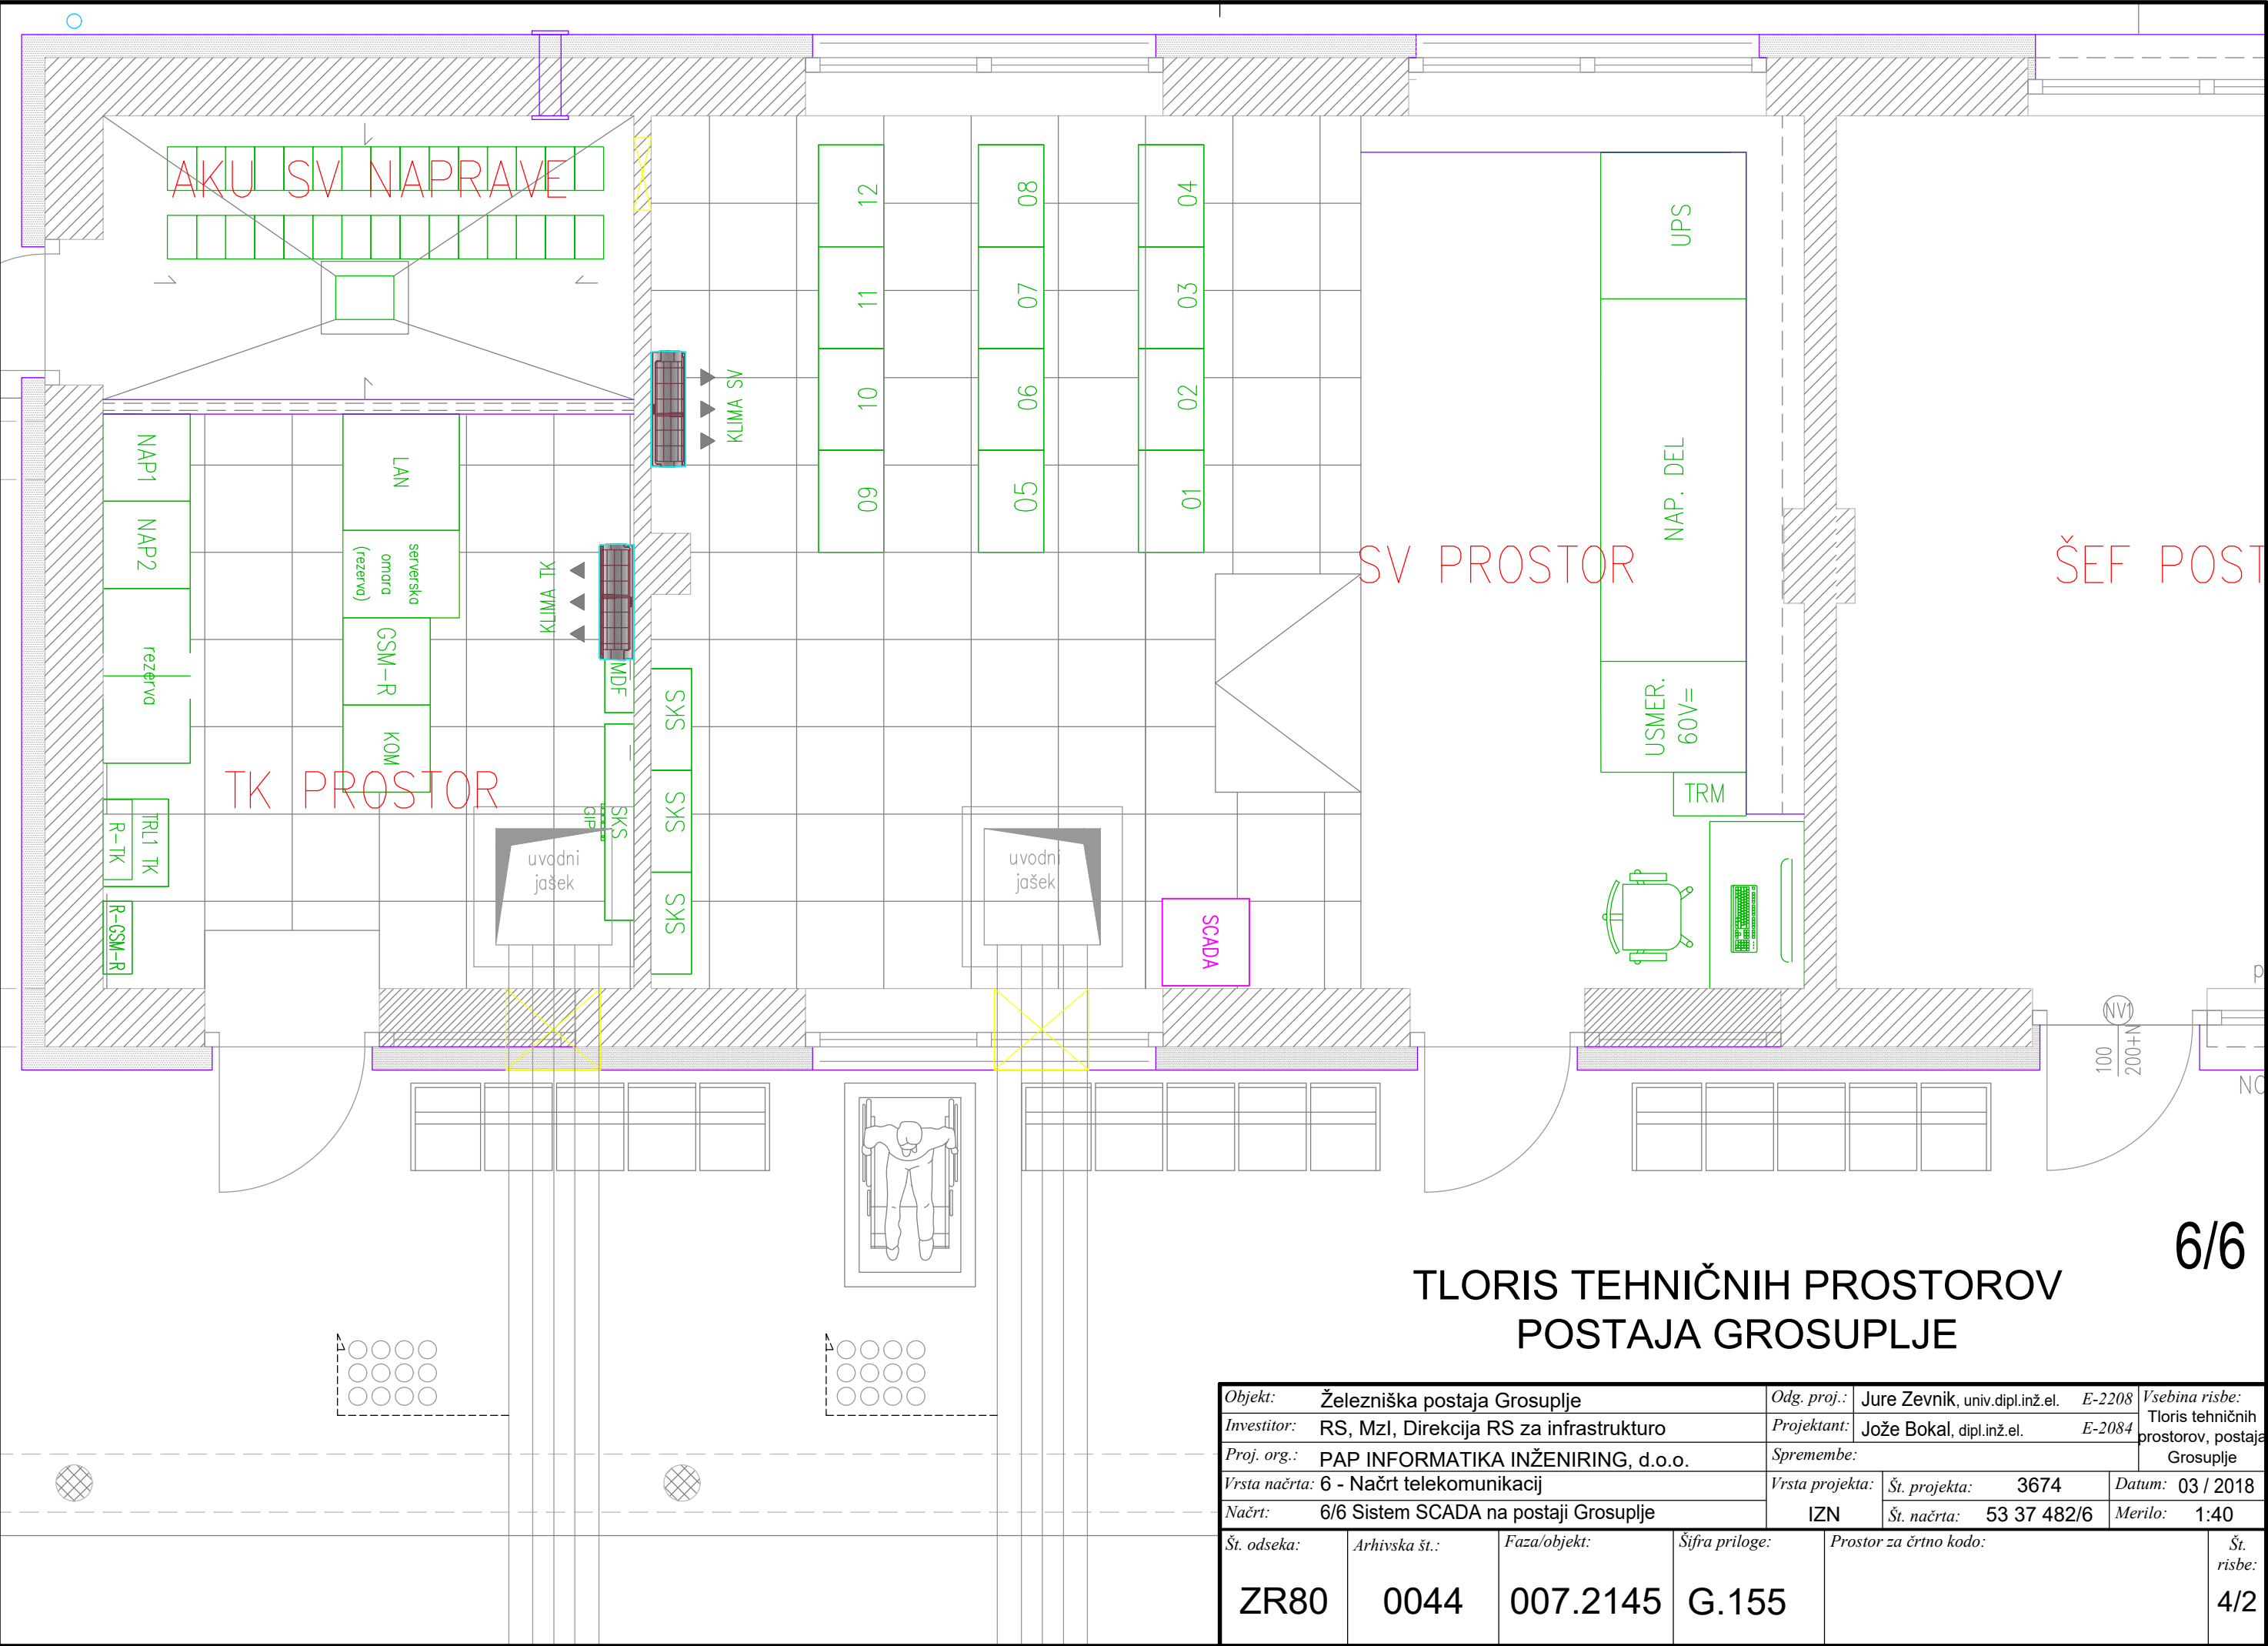 AKU SV NAPRAVE
12
11
10
09
08
07
06
05
04
03
02
01
UPS
NAP. DEL
USMER.
60V=
TRM
SV PROSTOR
ŠEF POST
KLIMA SV
KLIMA TK
NAP1
NAP2
rezerva
LAN
serverska
omara
(rezerva)
GSM-R
KOM
MDF
TK PROSTOR
TRL1 TK
R-TK
R-GSM-R
SKS
GIP
SKS
SKS
SKS
uvodni
jašek
uvodni
jašek
SCADA
p
NV1
100
200+N
NO
6/6
TLORIS TEHNIČNIH PROSTOROV
POSTAJA GROSUPLJE
Objekt: Železniška postaja Grosuplje
Odg. proj.: Jure Zevnik, univ.dipl.inž.el. E-2208
Vsebina risbe:
Tloris tehničnih
prostorov, postaja
Grosuplje
Investitor: RS, MzI, Direkcija RS za infrastrukturo
Projektant: Jože Bokal, dipl.inž.el. E-2084
Proj. org.: PAP INFORMATIKA INŽENIRING, d.o.o.
Spremembe:
Vrsta načrta: 6 - Načrt telekomunikacij
Vrsta projekta:
IZN
Št. projekta: 3674
Datum: 03 / 2018
Načrt: 6/6 Sistem SCADA na postaji Grosuplje
Št. načrta: 53 37 482/6
Merilo: 1:40
Št. odseka:
ZR80
Arhivska št.:
0044
Faza/objekt:
007.2145
Šifra priloge:
G.155
Prostor za črtno kodo:
Št.
risbe:
4/2